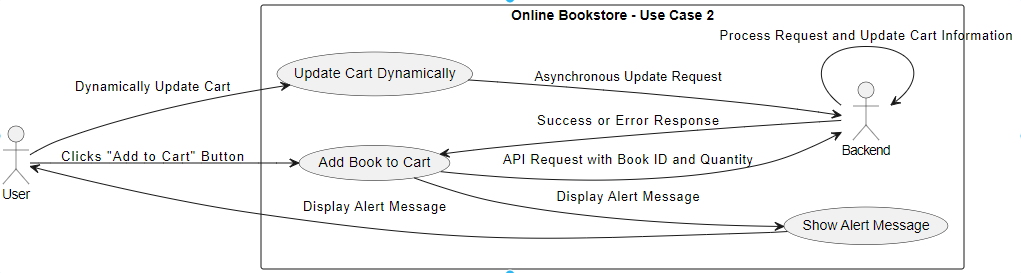 Online Bookstore - Use Case 2
Process Request and Update Cart Information
Update Cart Dynamically
Asynchronous Update Request
Dynamically Update Cart
Success or Error Response
Backend
Clicks "Add to Cart" Button
Add Book to Cart
API Request with Book ID and Quantity
User
Display Alert Message
Display Alert Message
Show Alert Message